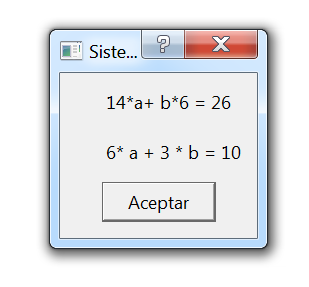 Siste...
14*a+ b*6 = 26
6* a + 3 * b = 10
Aceptar